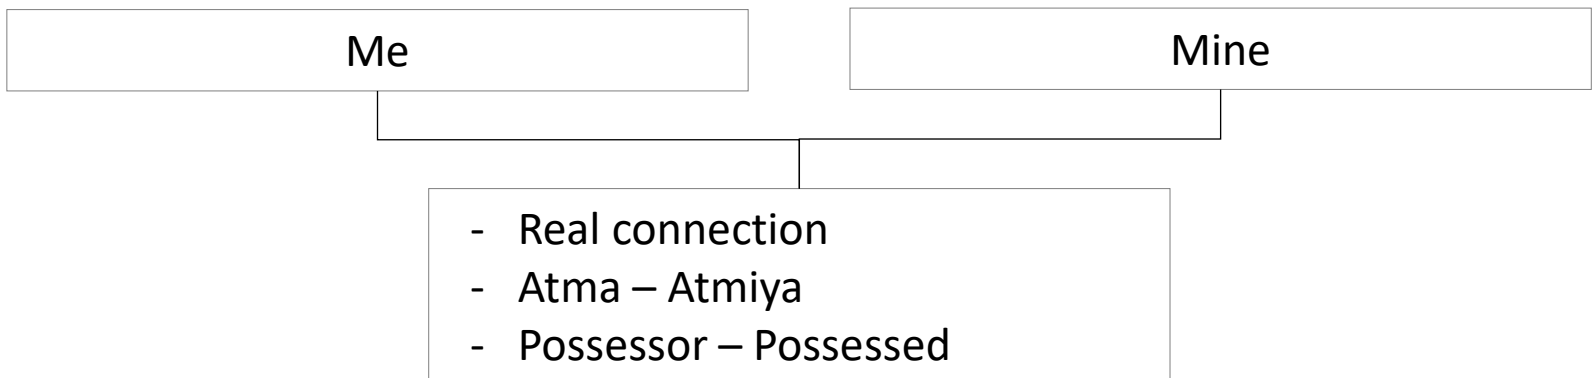 Me
Mine
- Real connection
- Atma – Atmiya
- Possessor – Possessed